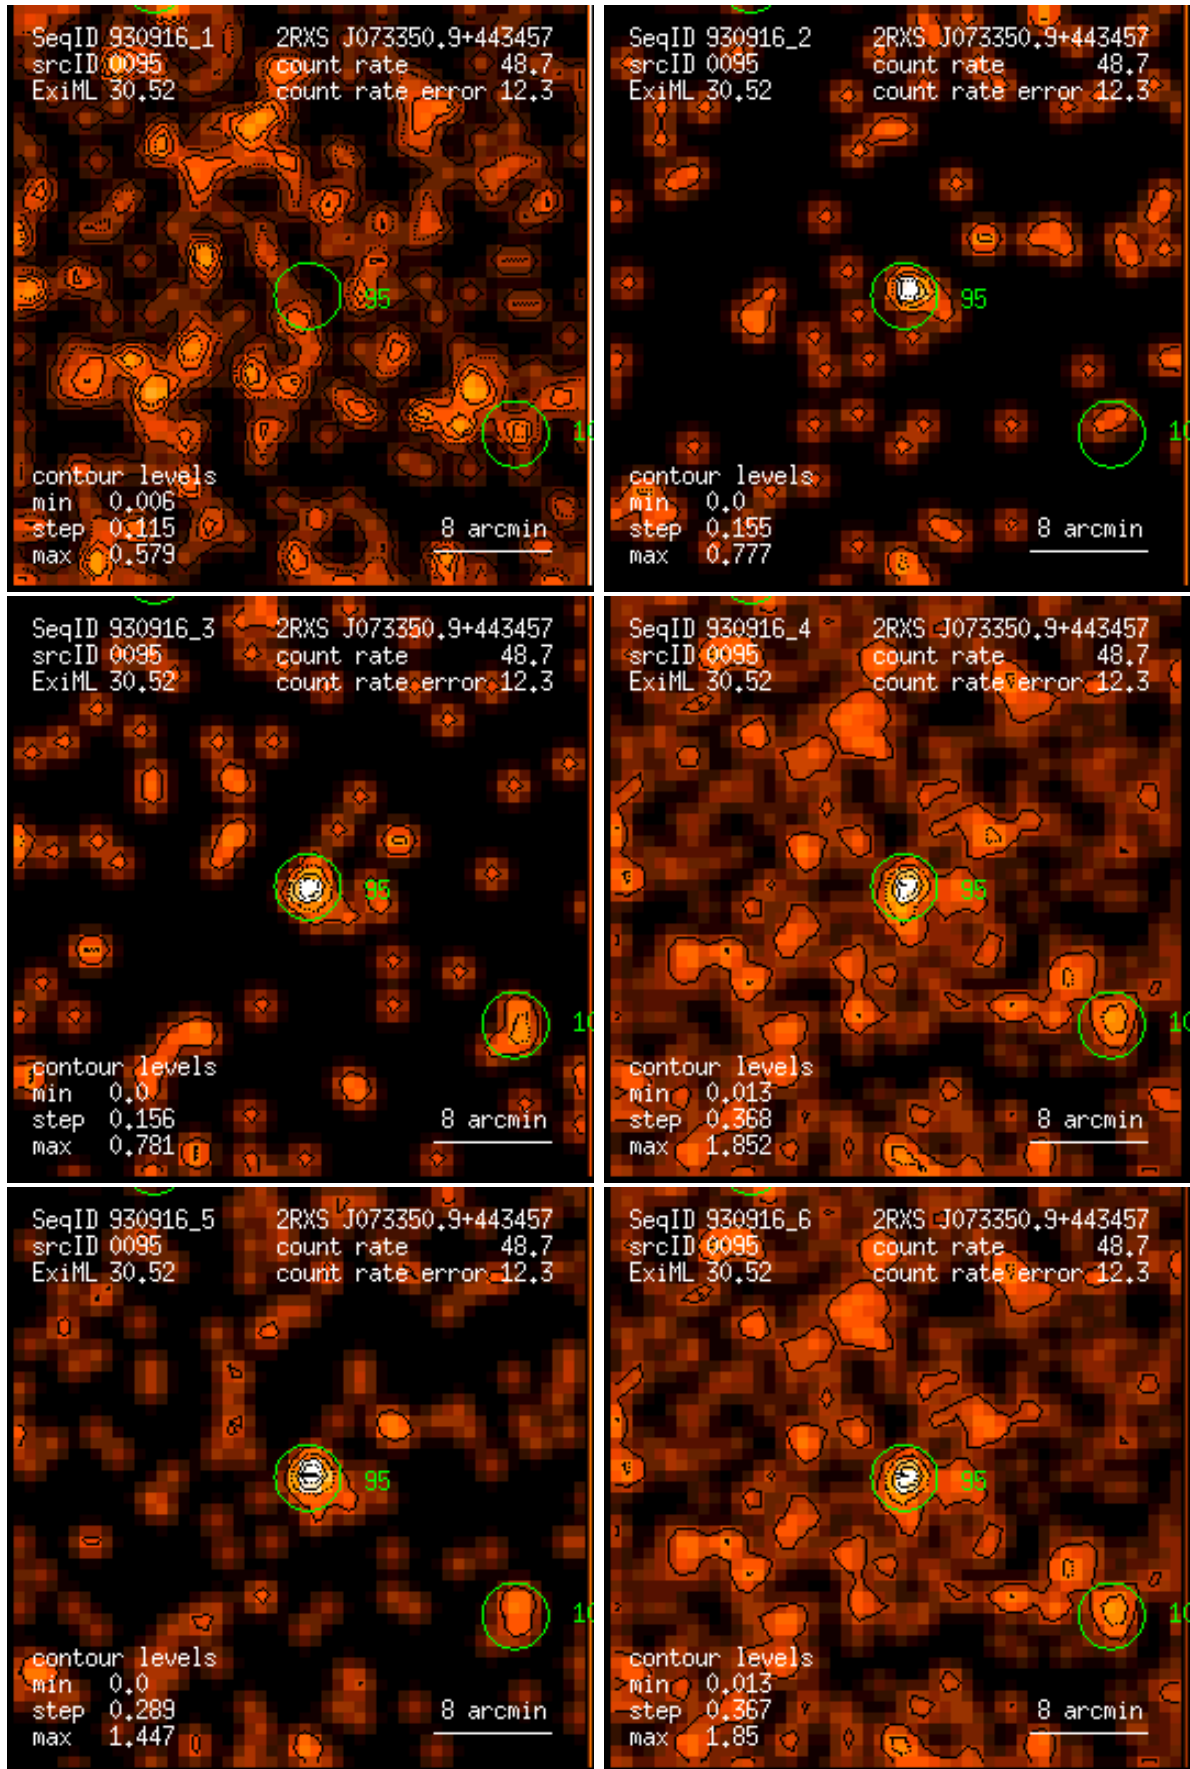 SeqID 930916_1 2RXS J073350.9+443457
srcID 0095 count rate 48.7
ExiML 30.52 count rate error 12.3
95
10
contour levels
min 0.006
step 0.115 8 arcmin
max 0.579
SeqID 930916_2 2RXS J073350.9+443457
srcID 0095 count rate 48.7
ExiML 30.52 count rate error 12.3
95
10
contour levels
min 0.0
step 0.155 8 arcmin
max 0.777
SeqID 930916_3 2RXS J073350.9+443457
srcID 0095 count rate 48.7
ExiML 30.52 count rate error 12.3
95
10
contour levels
min 0.0
step 0.156 8 arcmin
max 0.781
SeqID 930916_4 2RXS J073350.9+443457
srcID 0095 count rate 48.7
ExiML 30.52 count rate error 12.3
95
10
contour levels
min 0.013
step 0.368 8 arcmin
max 1.852
SeqID 930916_5 2RXS J073350.9+443457
srcID 0095 count rate 48.7
ExiML 30.52 count rate error 12.3
95
10
contour levels
min 0.0
step 0.289 8 arcmin
max 1.447
SeqID 930916_6 2RXS J073350.9+443457
srcID 0095 count rate 48.7
ExiML 30.52 count rate error 12.3
95
10
contour levels
min 0.013
step 0.367 8 arcmin
max 1.85